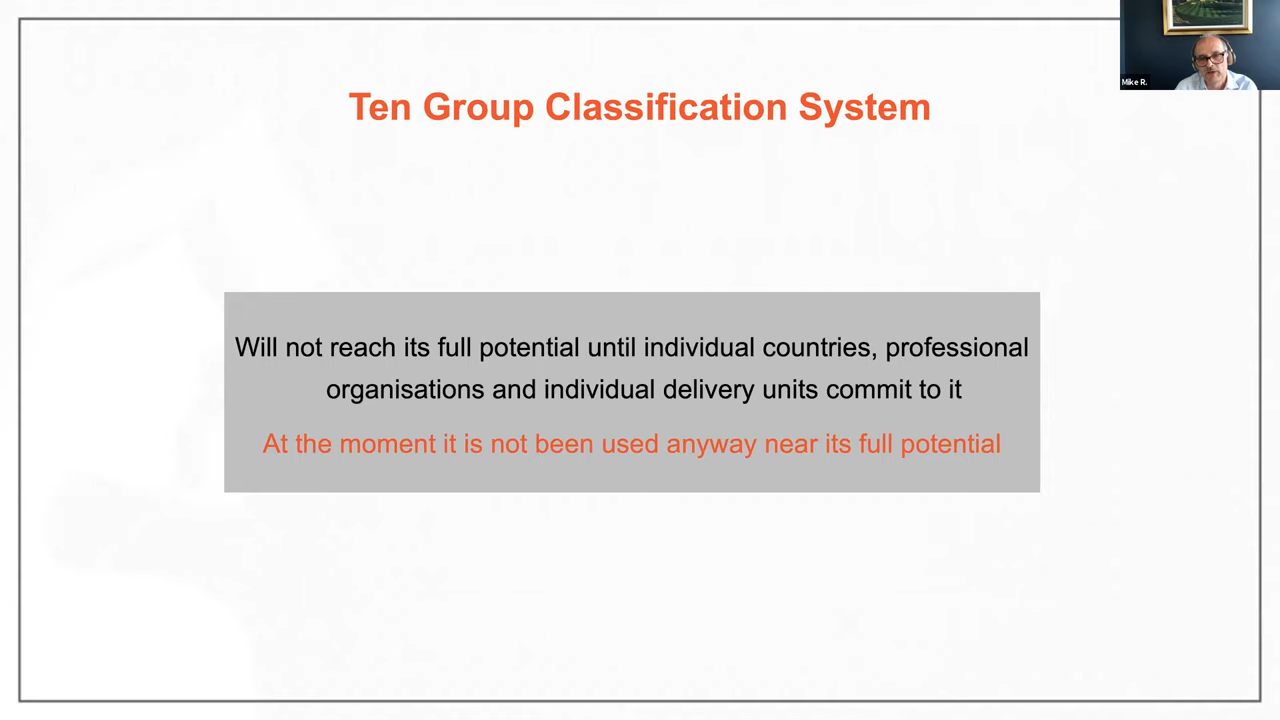 Mike R.
Ten Group Classification System
Will not reach its full potential until individual countries, professional
organisations and individual delivery units commit to it
At the moment it is not been used anyway near its full potential